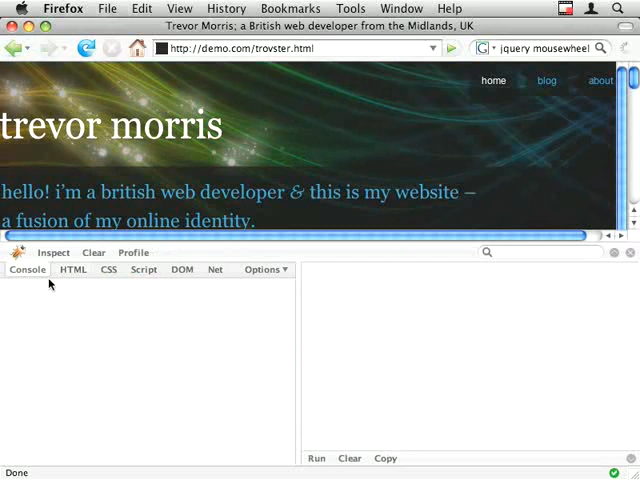 Firefox File Edit View History Bookmarks Tools Window Help
Trevor Morris; a British web developer from the Midlands, UK
http://demo.com/trovster.html
jquery mousewheel
home blog about
trevor morris
hello! i'm a british web developer & this is my website –
a fusion of my online identity.
Inspect Clear Profile
Console HTML CSS Script DOM Net Options
Run Clear Copy
Done